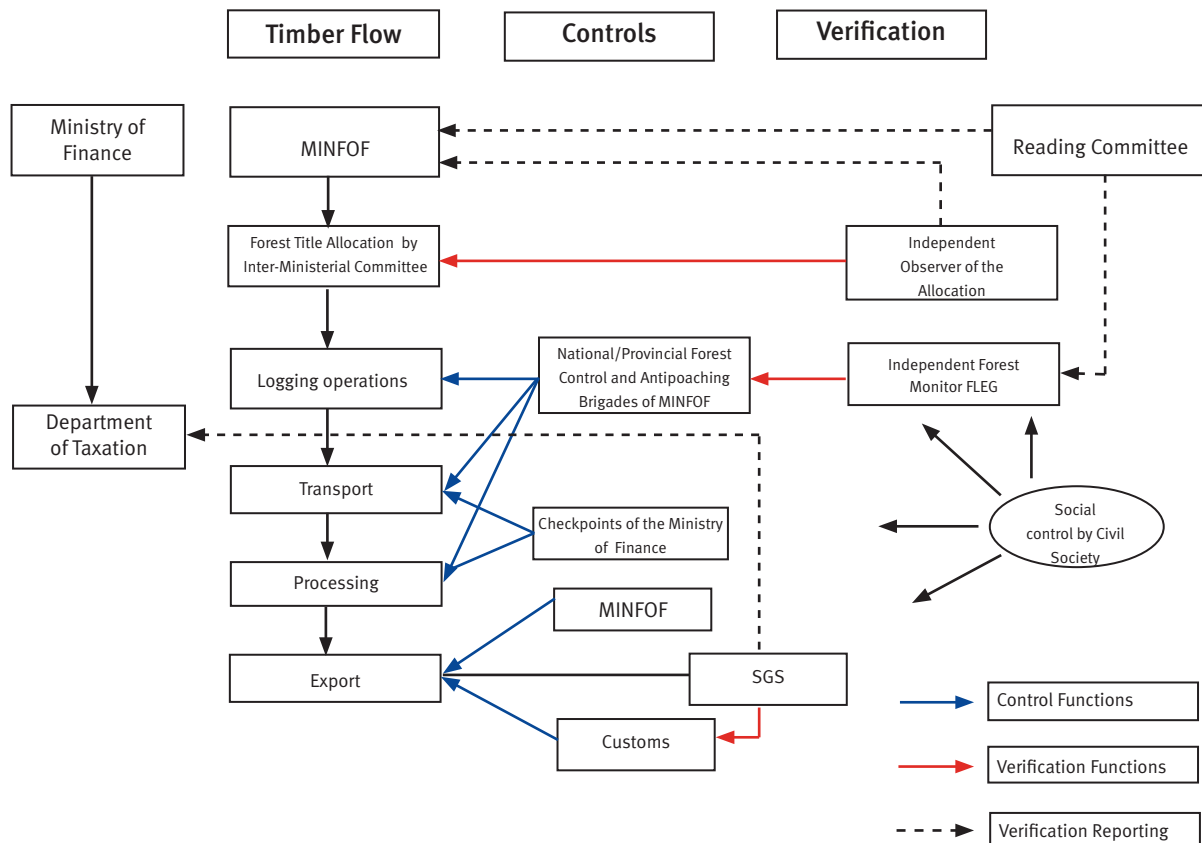 Timber Flow
Controls
Verification
Ministry of
Finance
MINFOF
Reading Committee
Forest Title Allocation by
Inter-Ministerial Committee
Independent
Observer of the
Allocation
Logging operations
National/Provincial Forest
Control and Antipoaching
Brigades of MINFOF
Independent Forest
Monitor FLEG
Department
of Taxation
Transport
Checkpoints of the Ministry
of Finance
Social
control by Civil
Society
Processing
MINFOF
Export
SGS
Customs
Control Functions
Verification Functions
Verification Reporting